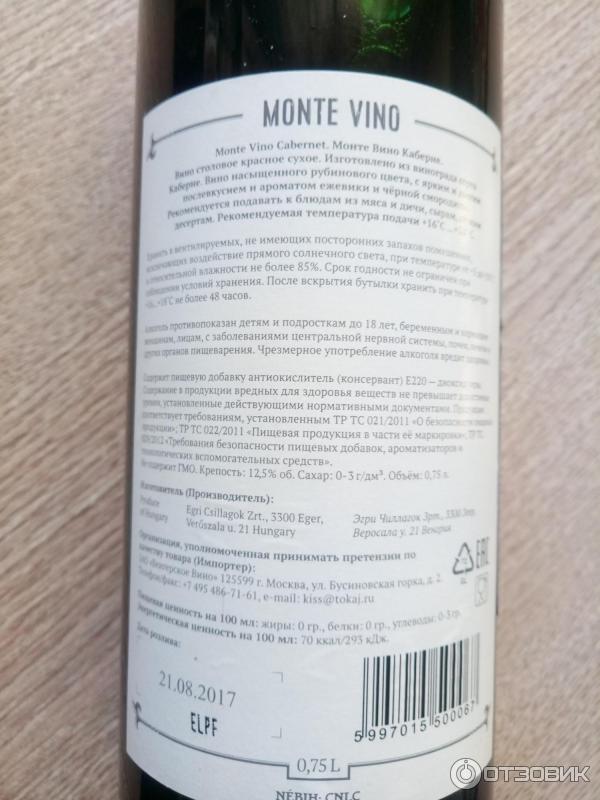 MONTE VINO
Monte Vino Cabernet. Монте Вино Каберне.
Вино столовое красное сухое. Изготовлено из винограда сорта
Каберне. Вино насыщенного рубинового цвета, с ярким и
послевкусием и ароматом ежевики и чёрной смородины.
Рекомендуется подавать к блюдам из мяса и дичи, сырам,
десертам. Рекомендуемая температура подачи +16°С
Хранить в вентилируемых, не имеющих посторонних запахов помещениях,
исключающих воздействие прямого солнечного света, при температуре от
и относительной влажности не более 85%. Срок годности не ограничен при
соблюдении условий хранения. После вскрытия бутылки хранить при температуре
+18°С не более 48 часов.
Алкоголь противопоказан детям и подросткам до 18 лет, беременным и кормящим
женщинам, лицам, с заболеваниями центральной нервной системы, почек, печени и
других органов пищеварения. Чрезмерное употребление алкоголя вредит здоровью.
Содержит пищевую добавку антиокислитель (консервант) Е220 – диоксид серы.
Содержание в продукции вредных для здоровья веществ не превышает
установленные действующими нормативными документами. Продукция
соответствует требованиям, установленным ТР ТС 021/2011 «О безопасности пищевой
продукции»; ТР ТС 022/2011 «Пищевая продукция в части её маркировки»; ТР ТС
029/2012 «Требования безопасности пищевых добавок, ароматизаторов и
технологических вспомогательных средств».
Не содержит ГМО. Крепость: 12,5% об. Сахар: 0-3 г/дм³. Объём: 0,75 л.
Изготовитель (Производитель):
Produce of Hungary
Egri Csillagok Zrt., 3300 Eger,
Verőszala u. 21 Hungary
Эгри Чиллагок Зрт., 3300 Эгер,
Веросала у. 21 Венгрия
Организация, уполномоченная принимать претензии по
качеству товара (Импортер):
ЗАО «Венгерское Вино» 125599 г. Москва, ул. Бусиновская горка, д. 2.
Телефон/факс: +7 495 486-71-61, e-mail: kiss@tokaj.ru
Пищевая ценность на 100 мл: жиры: 0 гр., белки: 0 гр., углеводы: 0-3 гр.
Энергетическая ценность на 100 мл: 70 ккал/293 кДж.
Дата розлива:
21.08.2017
ELPF
EAC
5 997015 500067
0,75 L
NÉBIH: CNLC
ОТЗОВИК